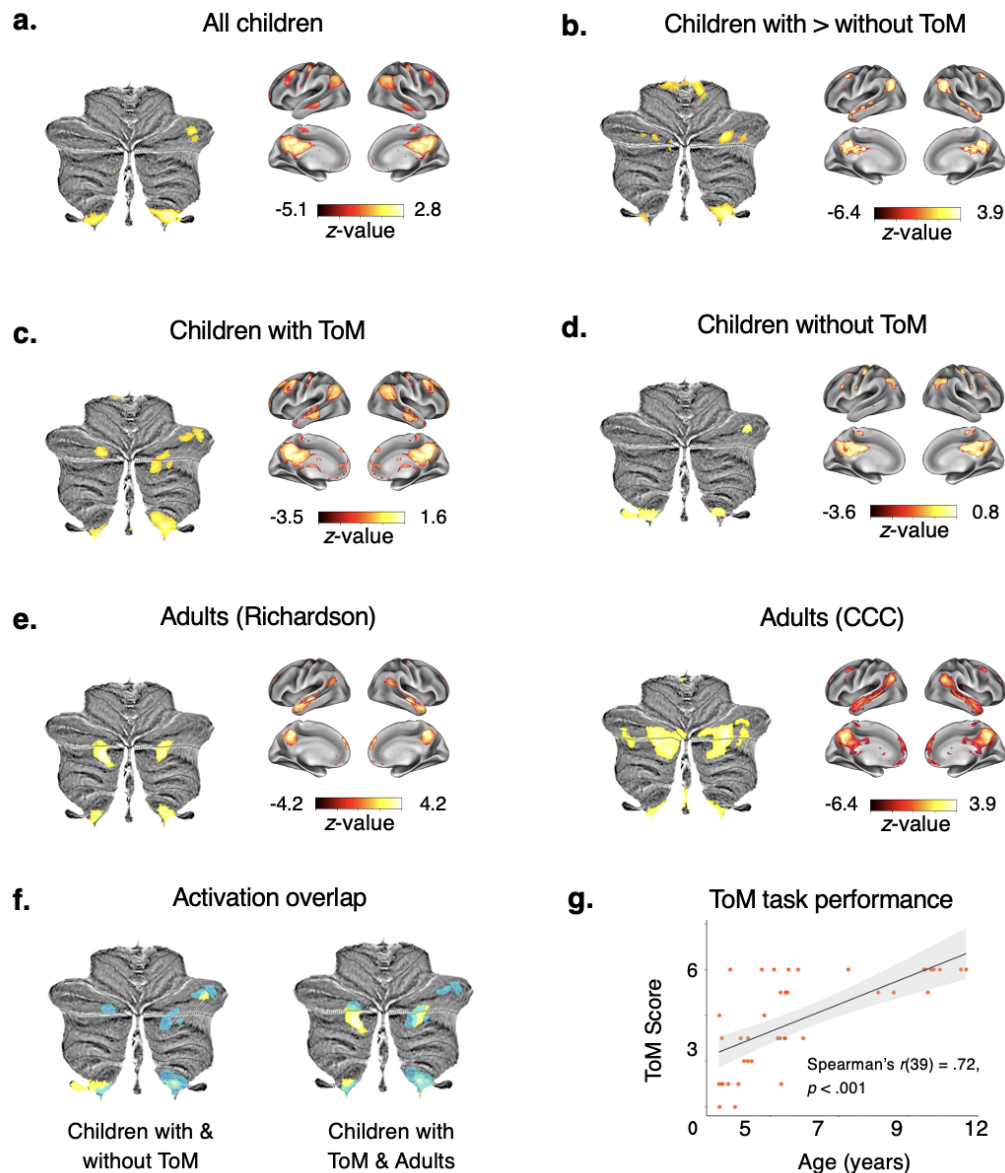 a.
All children
-5.1 2.8
z-value
b.
Children with > without ToM
-6.4 3.9
z-value
c.
Children with ToM
-3.5 1.6
z-value
d.
Children without ToM
-3.6 0.8
z-value
e.
Adults (Richardson)
-4.2 4.2
z-value
Adults (CCC)
-6.4 3.9
z-value
f.
Activation overlap
Children with &
without ToM
Children with
ToM & Adults
g.
ToM task performance
ToM Score
6
3
0
Spearman's r(39) = .72,
p < .001
5 7 9 12
Age (years)